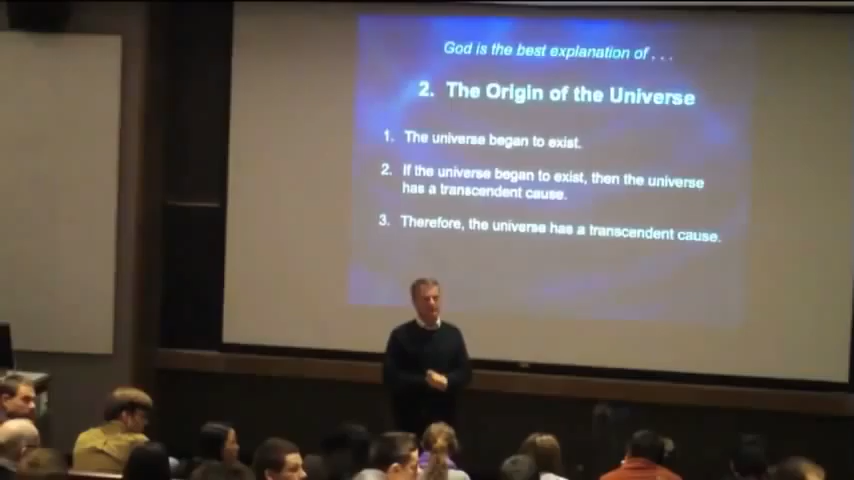 God is the best explanation of . . .
2. The Origin of the Universe
1. The universe began to exist.
2. If the universe began to exist, then the universe
has a transcendent cause.
3. Therefore, the universe has a transcendent cause.